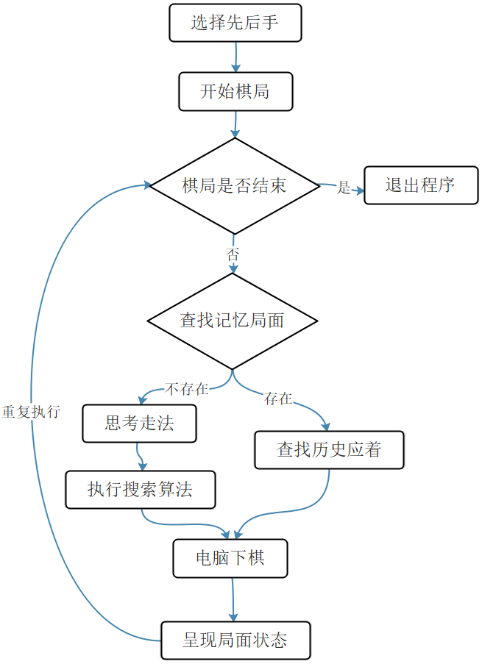 选择先后手
开始棋局
棋局是否结束
是
退出程序
否
查找记忆局面
不存在
存在
重复执行
思考走法
查找历史应着
执行搜索算法
电脑下棋
呈现局面状态